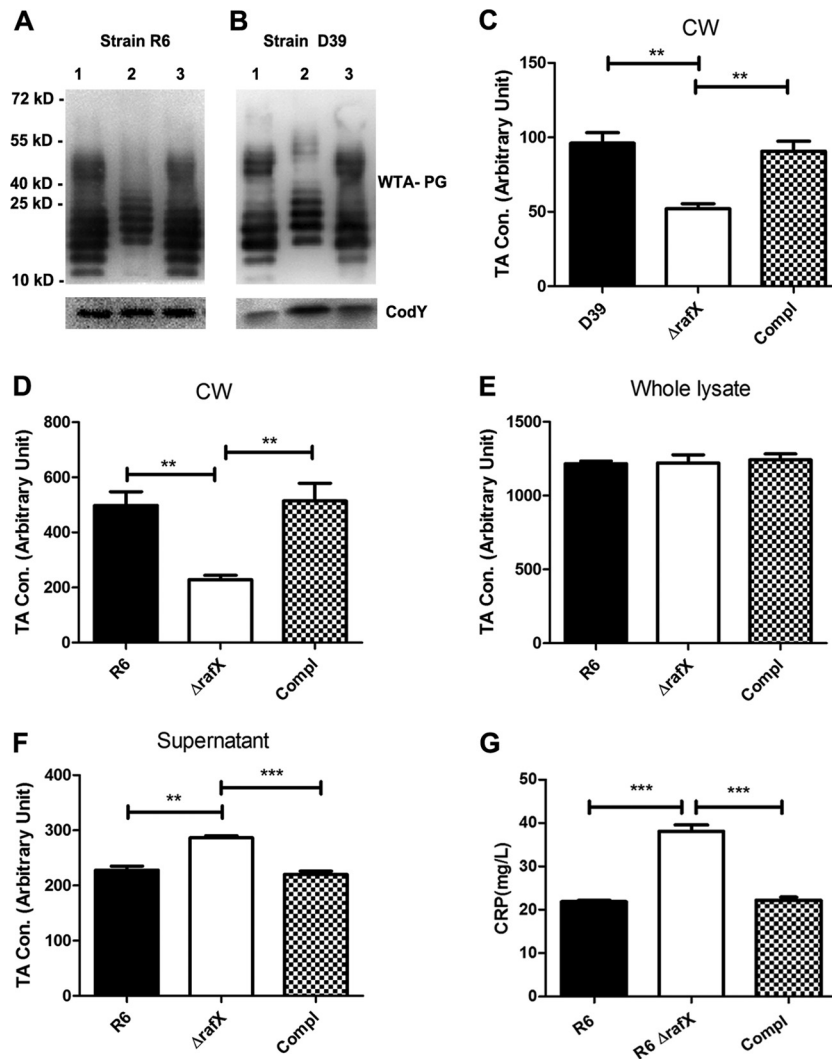 A
Strain R6
1 2 3
72 kD -
55 kD -
40 kD -
25 kD -
10 kD -
B
Strain D39
1 2 3
WTA- PG
CodY
C
CW
TA Con. (Arbitrary Unit)
150
100
50
0
**
**
D39
ΔrafX
Compl
D
CW
TA Con. (Arbitrary Unit)
800
600
400
200
0
**
**
R6
ΔrafX
Compl
E
Whole lysate
TA Con. (Arbitrary Unit)
1500
1200
1500
1200
0
R6
ΔrafX
Compl
F
Supernatant
TA Con. (Arbitrary Unit)
400
300
200
100
0
**
***
R6
ΔrafX
Compl
G
CRP(mg/L)
50
40
30
20
10
0
***
***
R6
R6 ΔrafX
Compl